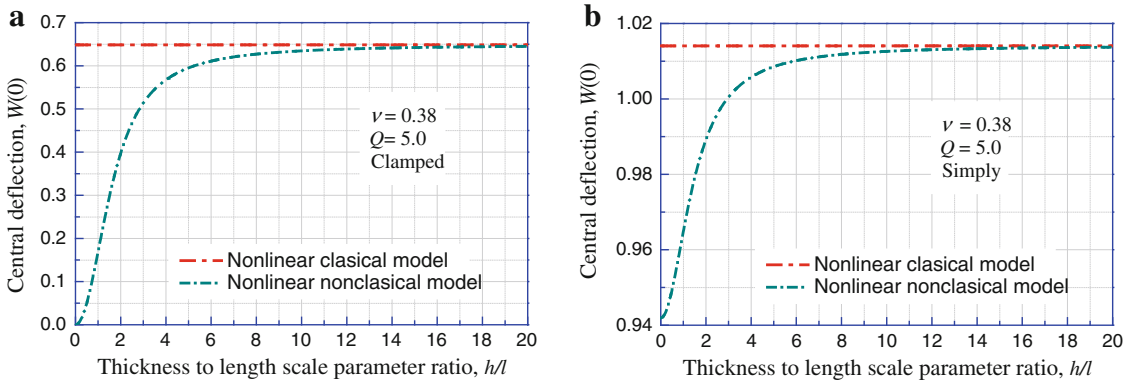 a
0.7
0.6
0.5
0.4
0.3
0.2
0.1
0.0
Central deflection, W(0)
ν = 0.38
Q= 5.0
Clamped
Nonlinear clasical model
Nonlinear nonclasical model
0 2 4 6 8 10 12 14 16 18 20
Thickness to length scale parameter ratio, h/l
b
1.02
1.00
0.98
0.96
0.94
Central deflection, W(0)
ν = 0.38
Q = 5.0
Simply
Nonlinear clasical model
Nonlinear nonclasical model
0 2 4 6 8 10 12 14 16 18 20
Thickness to length scale parameter ratio, h/l